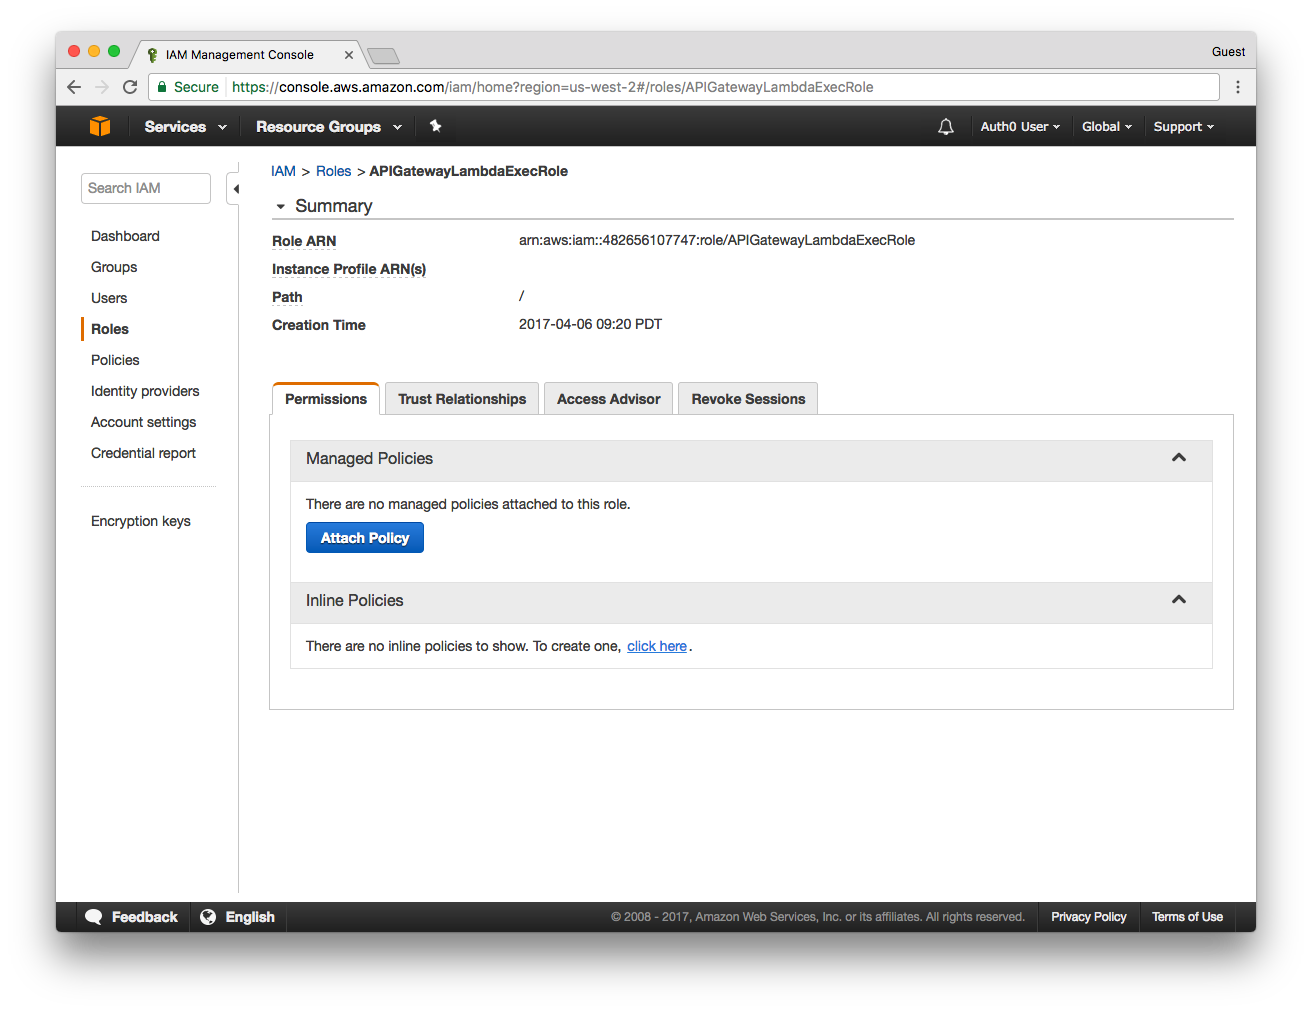 IAM Management Console
Guest
Secure https://console.aws.amazon.com/iam/home?region=us-west-2#/roles/APIGatewayLambdaExecRole
Services Resource Groups Auth0 User Global Support
Search IAM
Dashboard
Groups
Users
Roles
Policies
Identity providers
Account settings
Credential report
Encryption keys
IAM > Roles > APIGatewayLambdaExecRole
Summary
Role ARN arn:aws:iam::482656107747:role/APIGatewayLambdaExecRole
Instance Profile ARN(s)
Path /
Creation Time 2017-04-06 09:20 PDT
Permissions Trust Relationships Access Advisor Revoke Sessions
Managed Policies
There are no managed policies attached to this role.
Attach Policy
Inline Policies
There are no inline policies to show. To create one, click here.
Feedback English © 2008 - 2017, Amazon Web Services, Inc. or its affiliates. All rights reserved. Privacy Policy Terms of Use